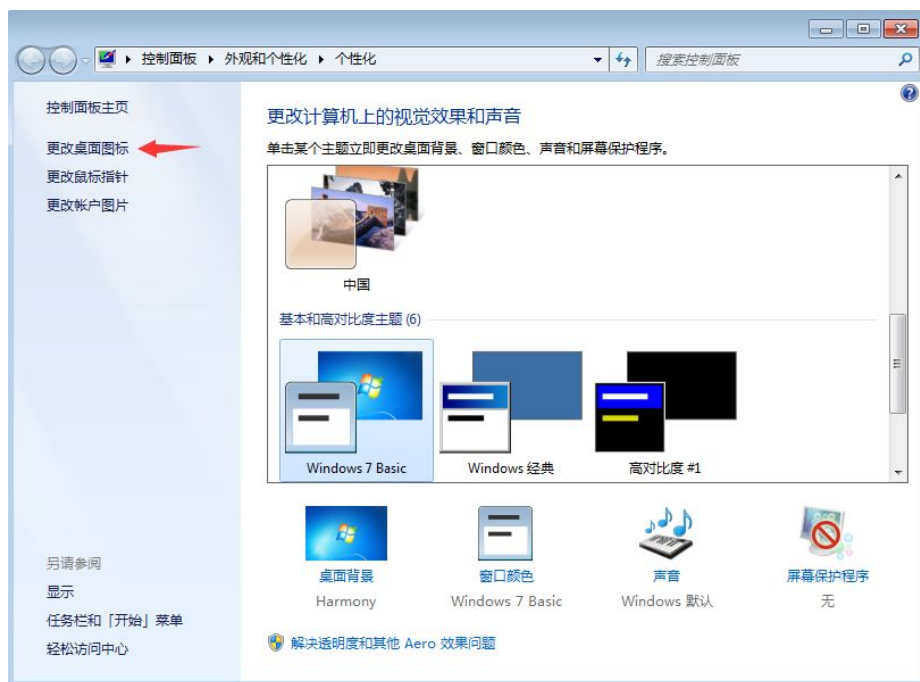 控制面板 外观和个性化 个性化
搜索控制面板
控制面板主页
更改桌面图标
更改鼠标指针
更改帐户图片
更改计算机上的视觉效果和声音
单击某个主题立即更改桌面背景、窗口颜色、声音和屏幕保护程序。
中国
基本和高对比度主题 (6)
Windows 7 Basic
Windows 经典
高对比度 #1
桌面背景
Harmony
窗口颜色
Windows 7 Basic
声音
Windows 默认
屏幕保护程序
无
解决透明度和其他 Aero 效果问题
另请参阅
显示
任务栏和「开始」菜单
轻松访问中心